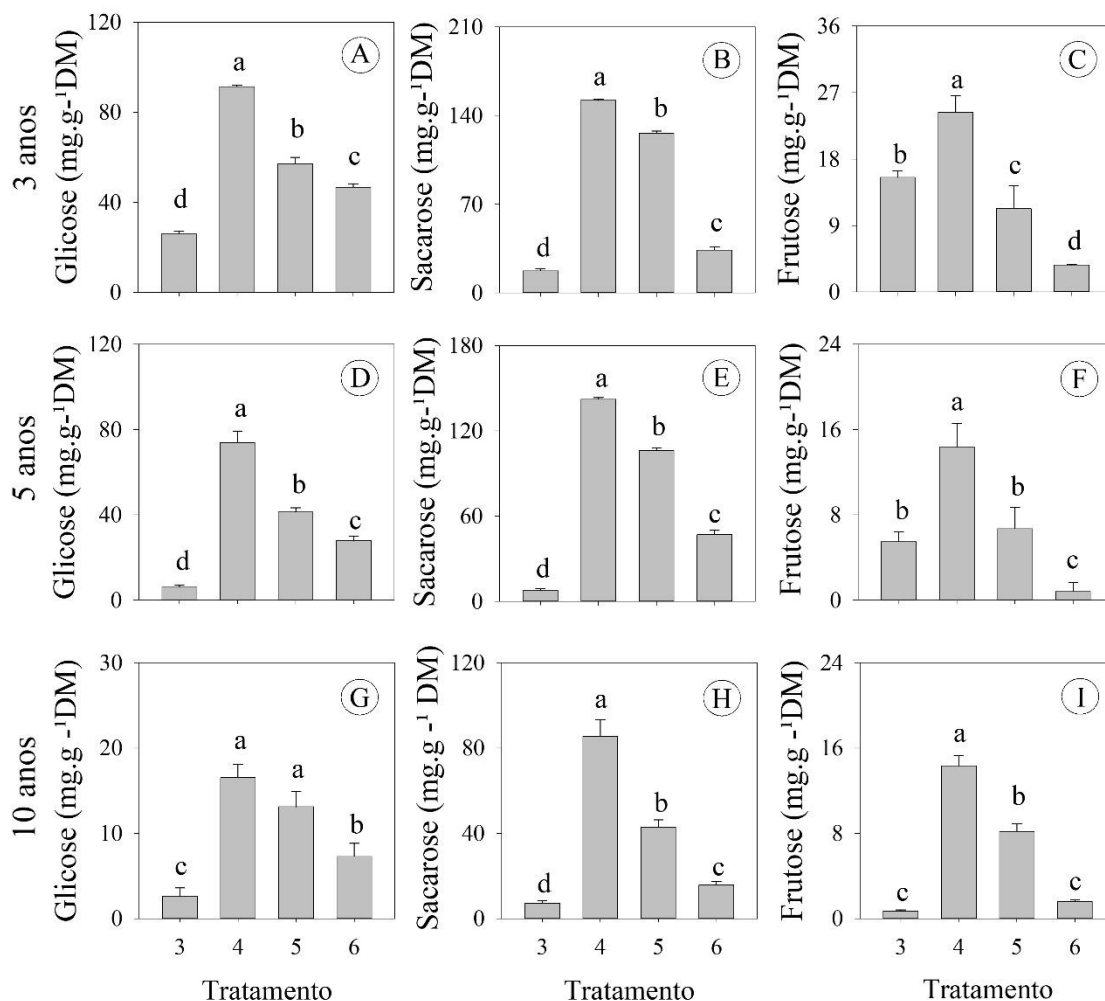 3 anos
Glicose (mg.g-¹DM)
120
80
40
0
d
a
b
c
A
Sacarose (mg.g-¹DM)
210
140
70
0
d
a
b
c
B
Frutose (mg.g-¹DM)
36
27
18
9
0
b
a
c
d
C
5 anos
Glicose (mg.g-¹DM)
120
80
40
0
d
a
b
c
D
Sacarose (mg.g-¹DM)
180
120
60
0
d
a
b
c
E
Frutose (mg.g-¹DM)
24
16
8
0
b
a
b
c
F
10 anos
Glicose (mg.g -¹DM)
30
20
10
0
c
a
a
b
G
3 4 5 6
Tratamento
Sacarose (mg.g -¹ DM)
120
80
40
0
d
a
b
c
H
3 4 5 6
Tratamento
Frutose (mg.g -¹DM)
24
16
8
0
c
a
b
c
I
3 4 5 6
Tratamento